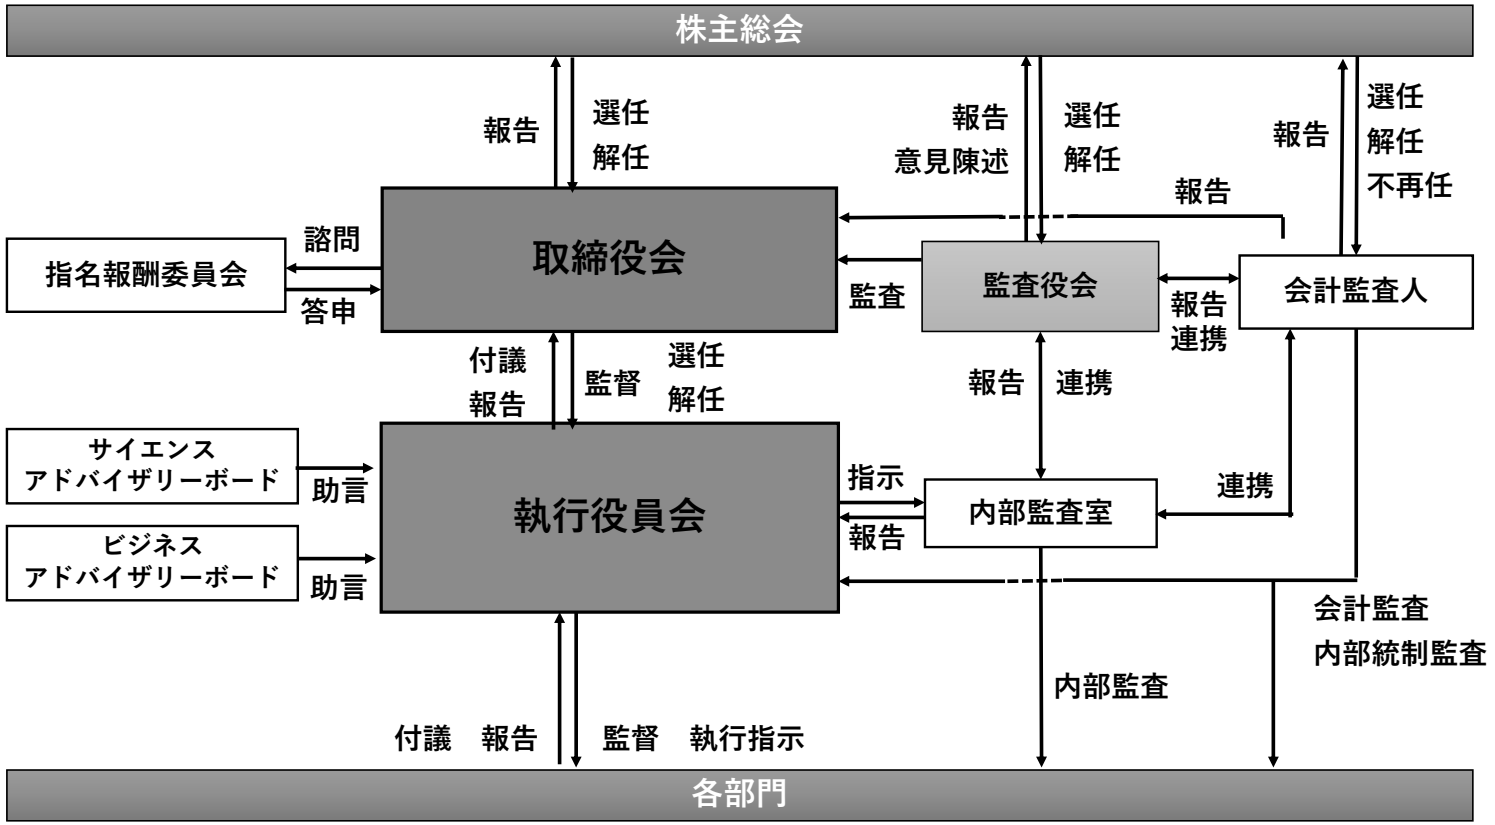 株主総会
報告
選任
解任
報告
意見陳述
選任
解任
報告
選任
解任
不再任
報告
諮問
指名報酬委員会
答申
取締役会
監査
監査役会
報告
連携
会計監査人
付議
報告
監督
選任
解任
報告
連携
サイエンス
アドバイザリーボード
助言
ビジネス
アドバイザリーボード
助言
執行役員会
指示
報告
内部監査室
連携
会計監査
内部統制監査
内部監査
付議 報告
監督 執行指示
各部門